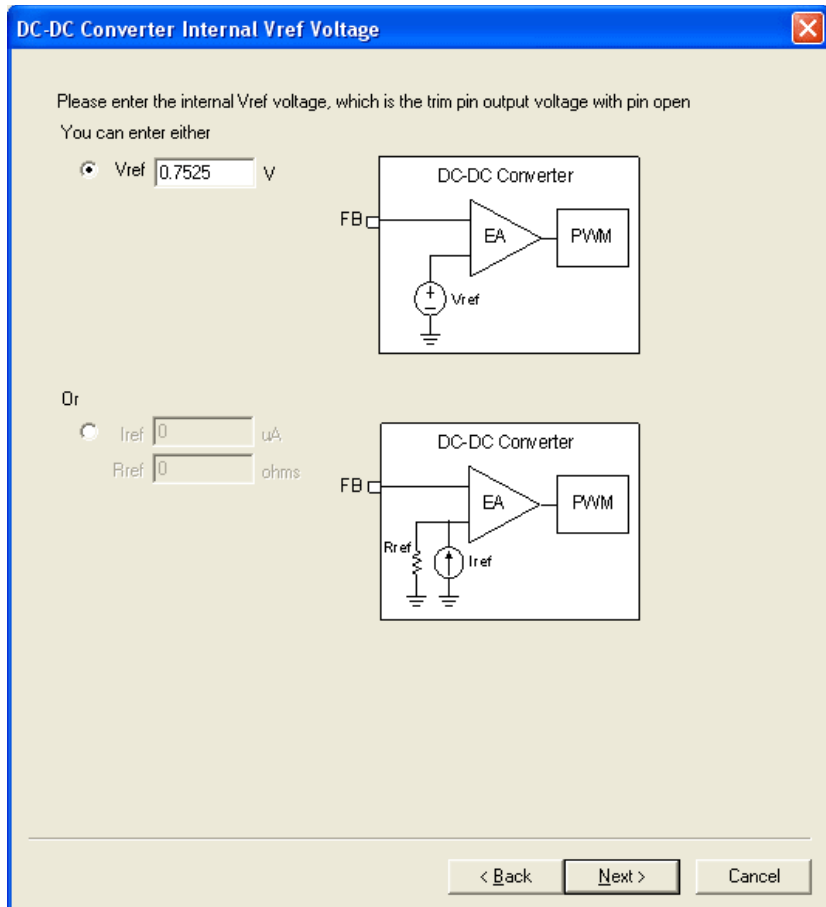 DC-DC Converter Internal Vref Voltage
Please enter the internal Vref voltage, which is the trim pin output voltage with pin open
You can enter either
Vref 0.7525 V
DC-DC Converter
FB
EA
PWM
+
−
Vref
Or
Iref 0 uA
Rref 0 ohms
DC-DC Converter
FB
EA
PWM
Rref
Iref
< Back
Next >
Cancel